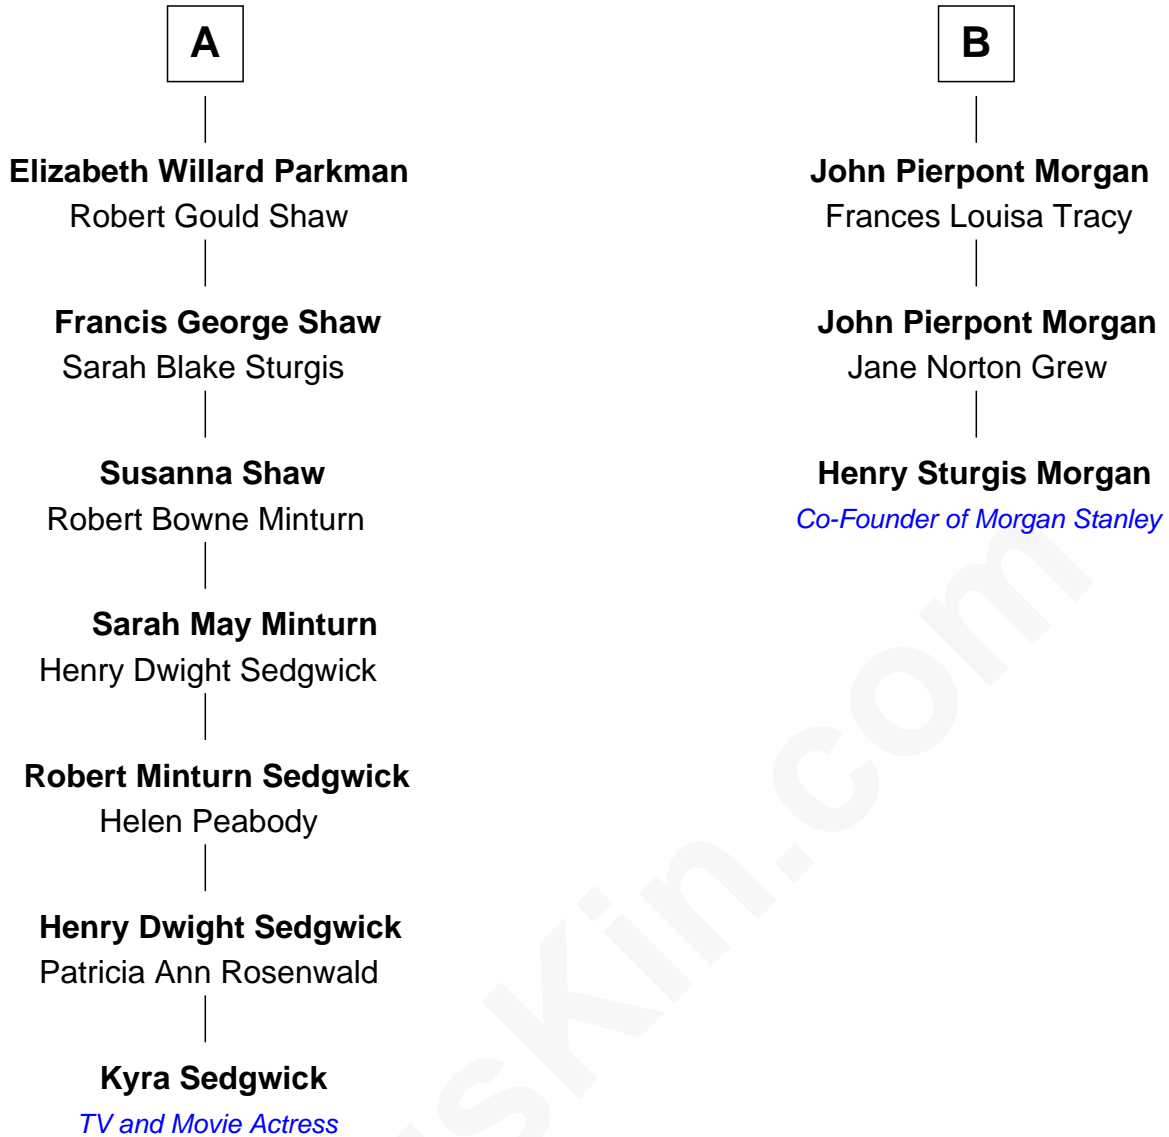 A
Elizabeth Willard Parkman
Robert Gould Shaw
Francis George Shaw
Sarah Blake Sturgis
Susanna Shaw
Robert Bowne Minturn
Sarah May Minturn
Henry Dwight Sedgwick
Robert Minturn Sedgwick
Helen Peabody
Henry Dwight Sedgwick
Patricia Ann Rosenwald
Kyra Sedgwick
TV and Movie Actress
B
John Pierpont Morgan
Frances Louisa Tracy
John Pierpont Morgan
Jane Norton Grew
Henry Sturgis Morgan
Co-Founder of Morgan Stanley
sKin.com